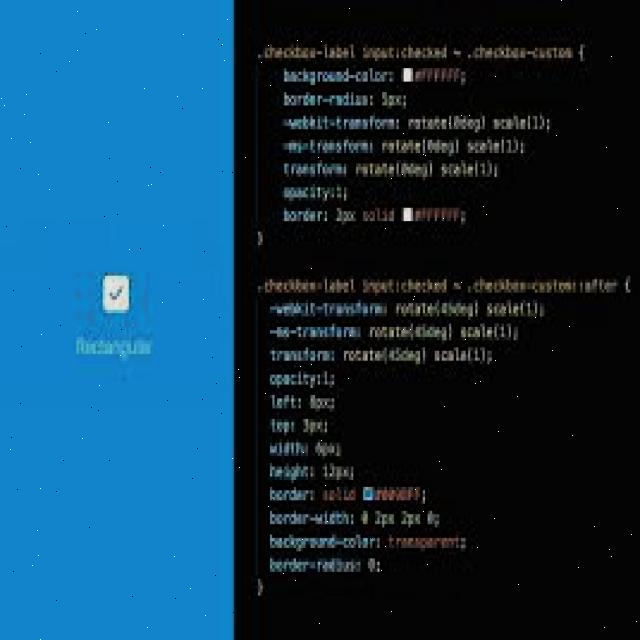 Rectangular
.checkbox-label input:checked ~ .checkbox-custom {
background-color: #FFFFFF;
border-radius: 5px;
-webkit-transform: rotate(0deg) scale(1);
-ms-transform: rotate(0deg) scale(1);
transform: rotate(0deg) scale(1);
opacity:1;
border: 2px solid #FFFFFF;
}
.checkbox-label input:checked ~ .checkbox-custom::after {
-webkit-transform: rotate(45deg) scale(1);
-ms-transform: rotate(45deg) scale(1);
transform: rotate(45deg) scale(1);
opacity:1;
left: 8px;
top: 3px;
width: 6px;
height: 12px;
border: solid
border-width: 0 2px 2px 0;
background-color: transparent;
border-radius: 0;
}